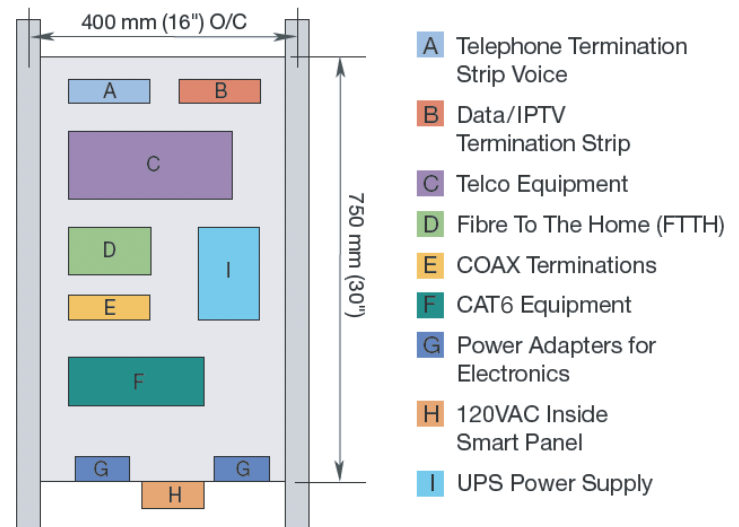 400 mm (16") O/C
A
B
C
D
I
E
F
G
G
H
750 mm (30")
A Telephone Termination
Strip Voice
B Data/IPTV
Termination Strip
C Telco Equipment
D Fibre To The Home (FTTH)
E COAX Terminations
F CAT6 Equipment
G Power Adapters for
Electronics
H 120VAC Inside
Smart Panel
I UPS Power Supply